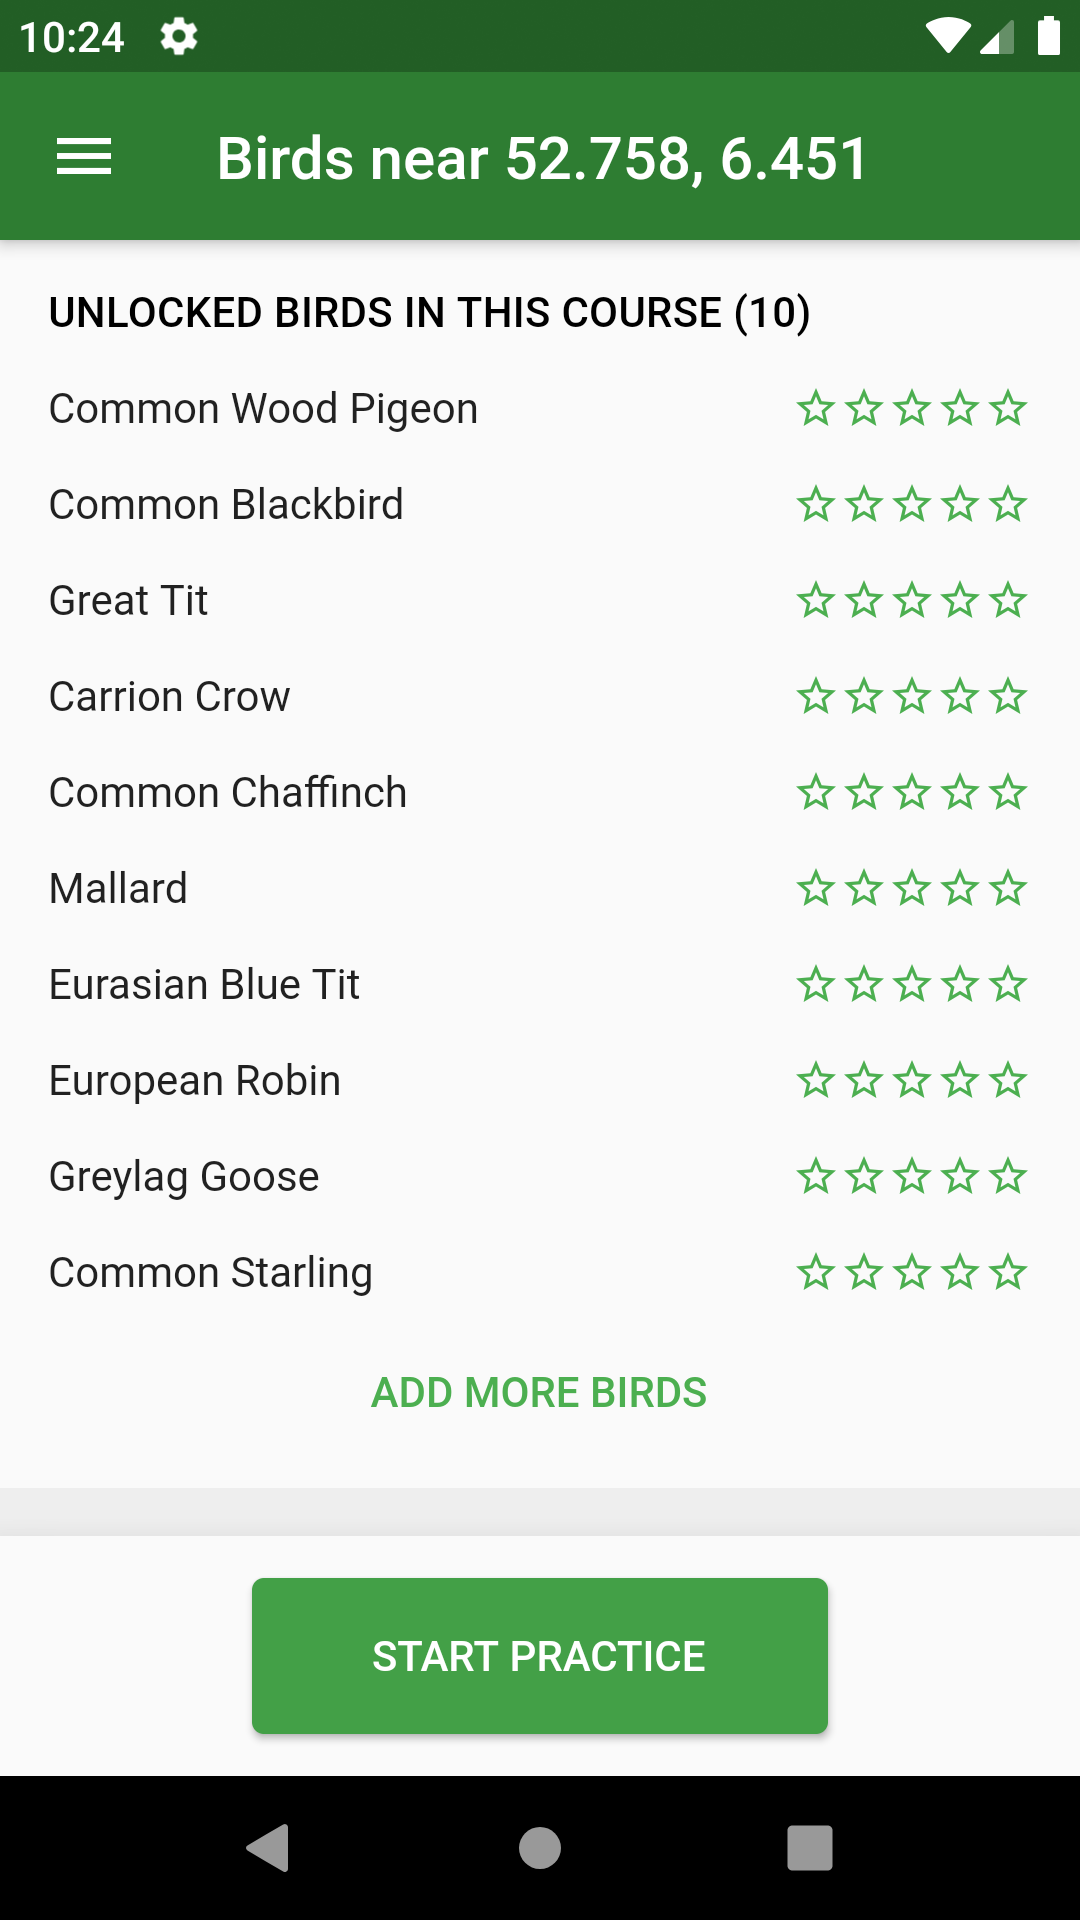 10:24
Birds near 52.758, 6.451
UNLOCKED BIRDS IN THIS COURSE (10)
Common Wood Pigeon
Common Blackbird
Great Tit
Carrion Crow
Common Chaffinch
Mallard
Eurasian Blue Tit
European Robin
Greylag Goose
Common Starling
ADD MORE BIRDS
START PRACTICE